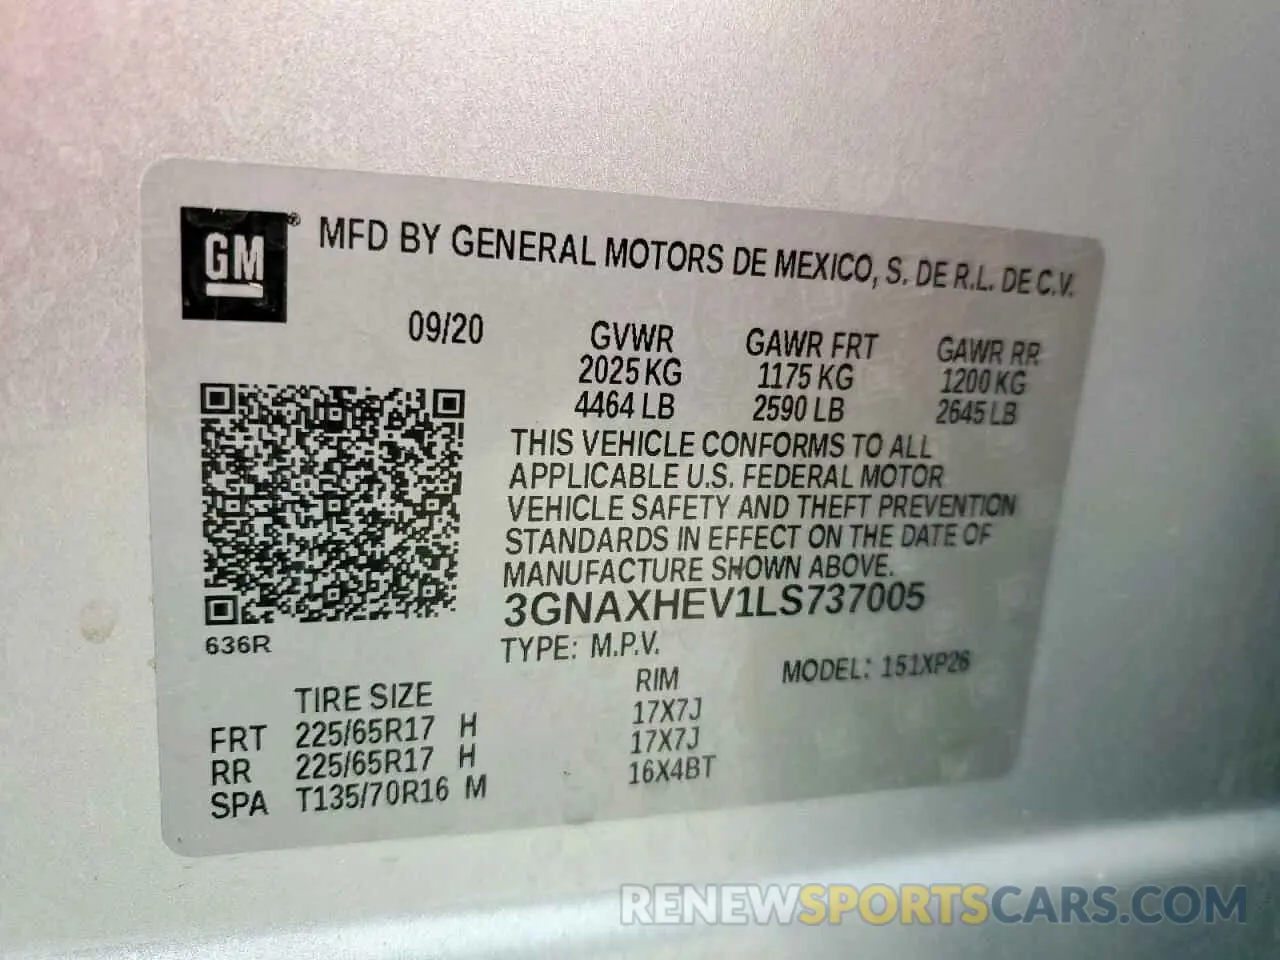 GM® MFD BY GENERAL MOTORS DE MEXICO, S. DE R.L. DE C.V.
09/20 GVWR GAWR FRT GAWR RR
2025 KG 1175 KG 1200 KG
4464 LB 2590 LB 2645 LB
THIS VEHICLE CONFORMS TO ALL
APPLICABLE U.S. FEDERAL MOTOR
VEHICLE SAFETY AND THEFT PREVENTION
STANDARDS IN EFFECT ON THE DATE OF
MANUFACTURE SHOWN ABOVE.
3GNAXHEV1LS737005
636R
TYPE: M.P.V. MODEL: 151XP26
TIRE SIZE RIM
FRT 225/65R17 H 17X7J
RR 225/65R17 H 17X7J
SPA T135/70R16 M 16X4BT
RENEWSPORTSCARS.COM